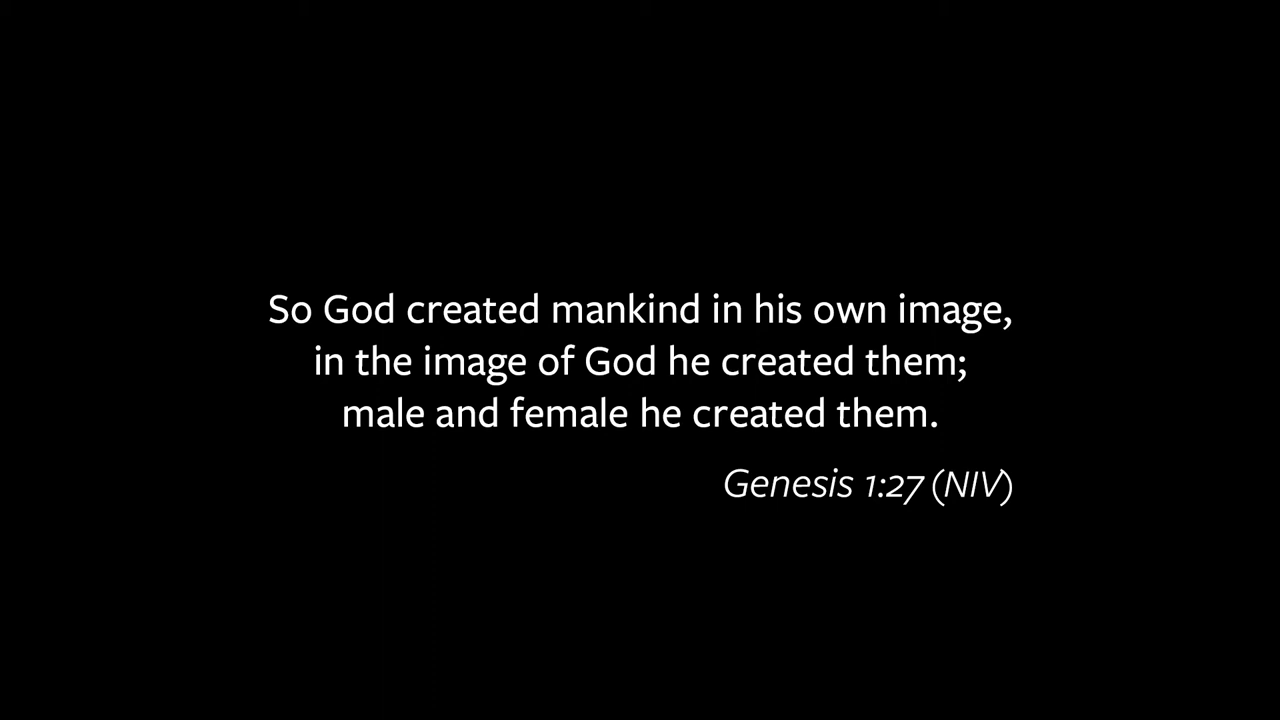 So God created mankind in his own image,
in the image of God he created them;
male and female he created them.
Genesis 1:27 (NIV)